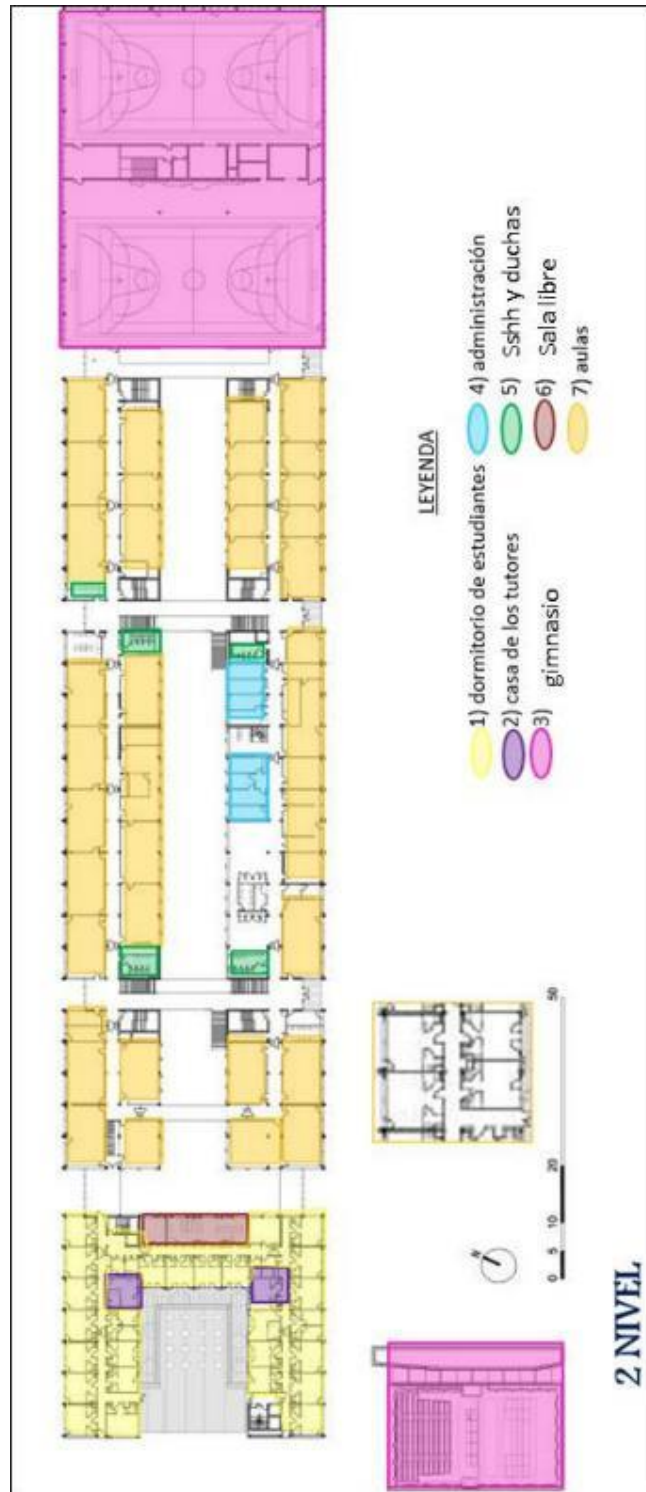 LEYENDA
1) dormitorio de estudiantes
2) casa de los tutores
3) gimnasio
4) administración
5) Sshh y duchas
6) Sala libre
7) aulas
N
0 5 10 20 50
2 NIVEL